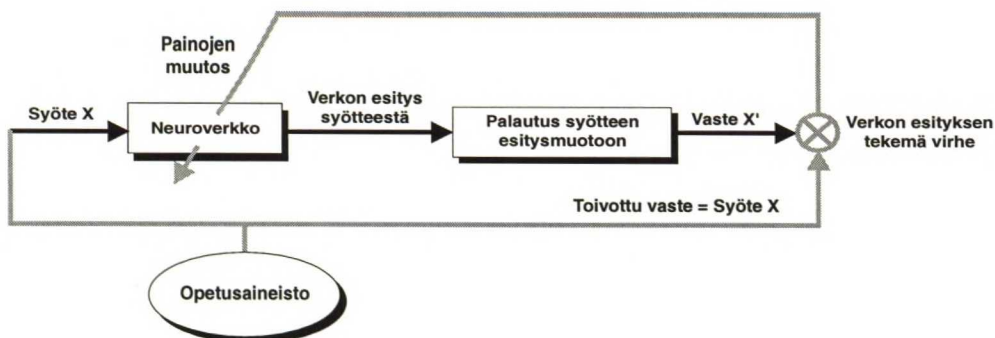 Painojen
muutos
Syöte X
Neuroverkko
Verkon esitys
syötteestä
Palautus syötteen
esitysmuotoon
Vaste X'
Verkon esityksen
tekemä virhe
Toivottu vaste = Syöte X
Opetusaineisto